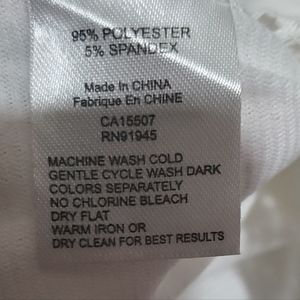 95% POLYESTER
5% SPANDEX
Made In CHINA
Fabrique En CHINE
CA15507
RN91945
MACHINE WASH COLD
GENTLE CYCLE WASH DARK
COLORS SEPARATELY
NO CHLORINE BLEACH
DRY FLAT
WARM IRON OR
DRY CLEAN FOR BEST RESULTS